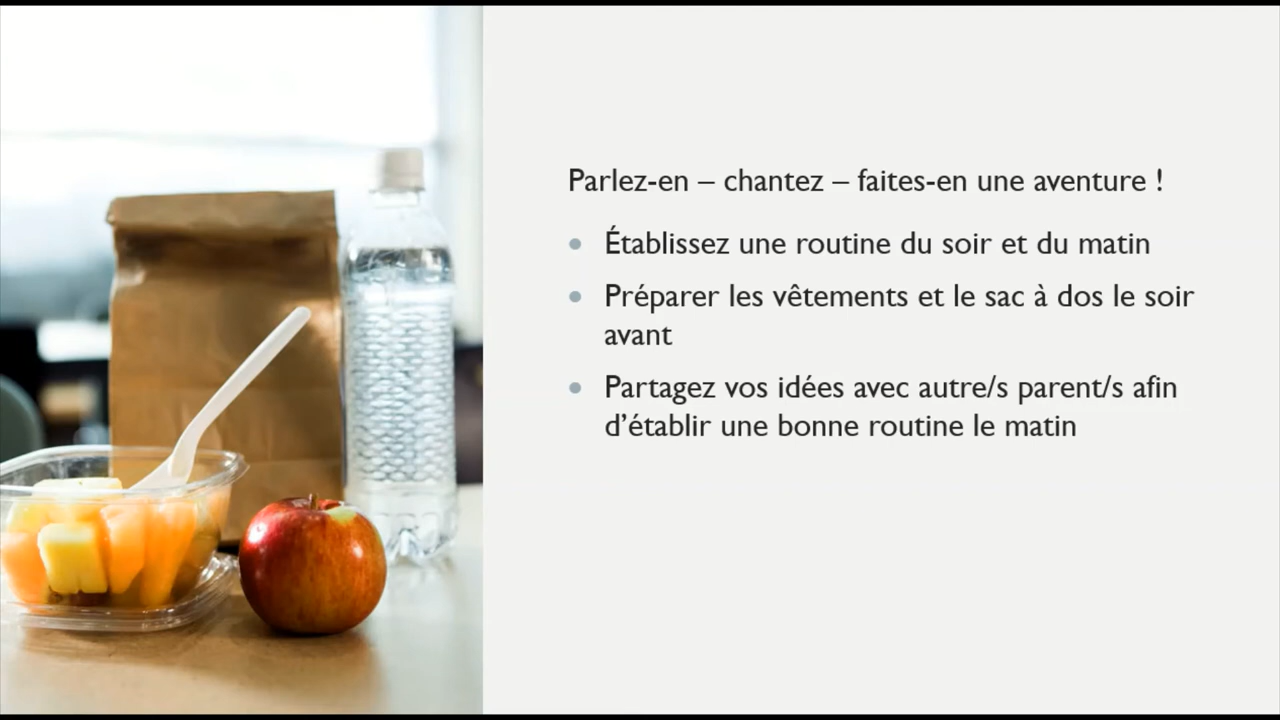 Parlez-en – chantez – faites-en une aventure !
• Établissez une routine du soir et du matin
• Préparer les vêtements et le sac à dos le soir
avant
• Partagez vos idées avec autre/s parent/s afin
d’établir une bonne routine le matin